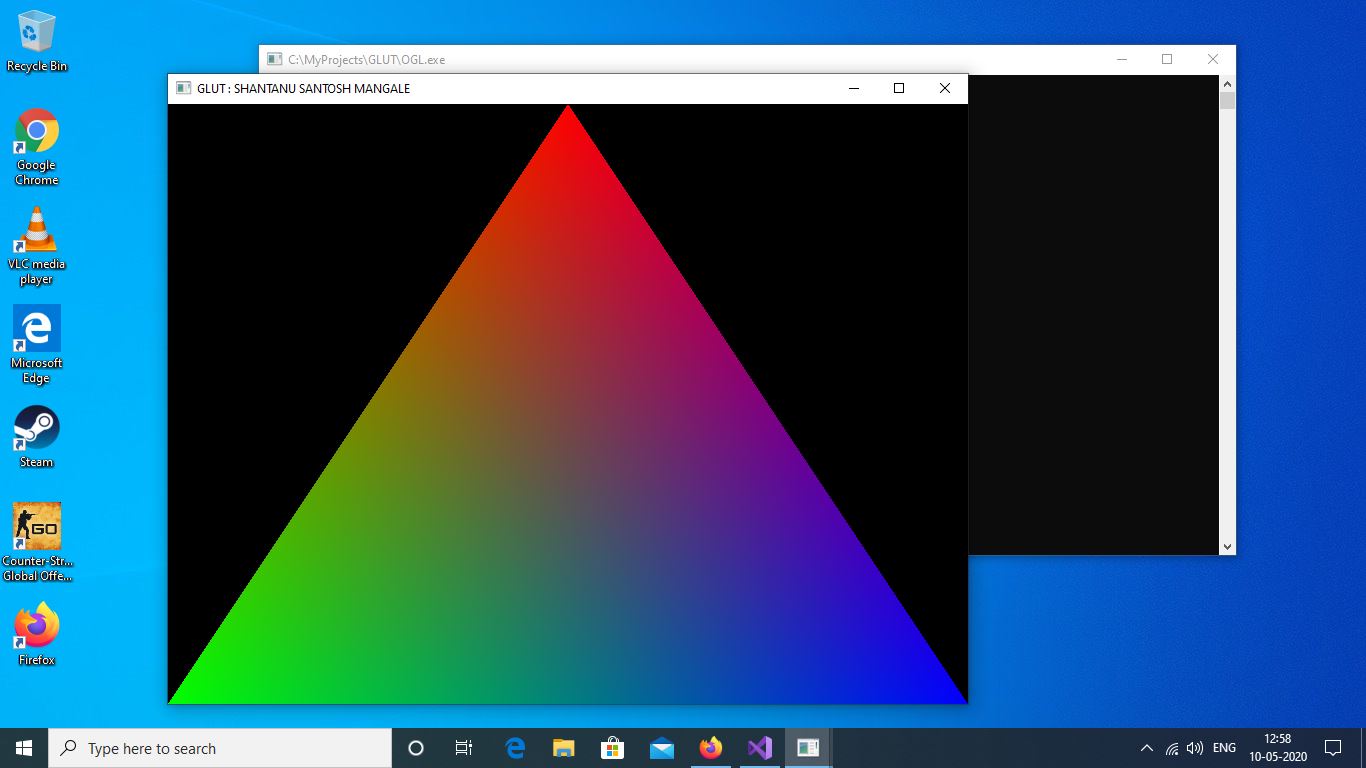 Recycle Bin
Google
Chrome
VLC media
player
Microsoft
Edge
Steam
GO
Counter-Str...
Global Offe...
Firefox
C:\MyProjects\GLUT\OGL.exe
GLUT : SHANTANU SANTOSH MANGALE
Type here to search
ENG
12:58
10-05-2020